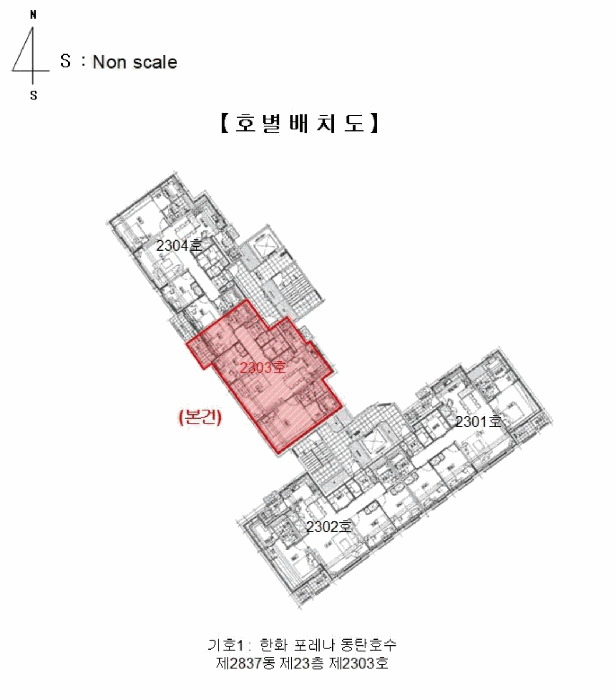 N
S : Non scale
S
【호별배치도】
2304호
2303호
(본건)
2301호
2302호
기호1 : 한화 포레나 동탄호수
제2837동 제23층 제2303호